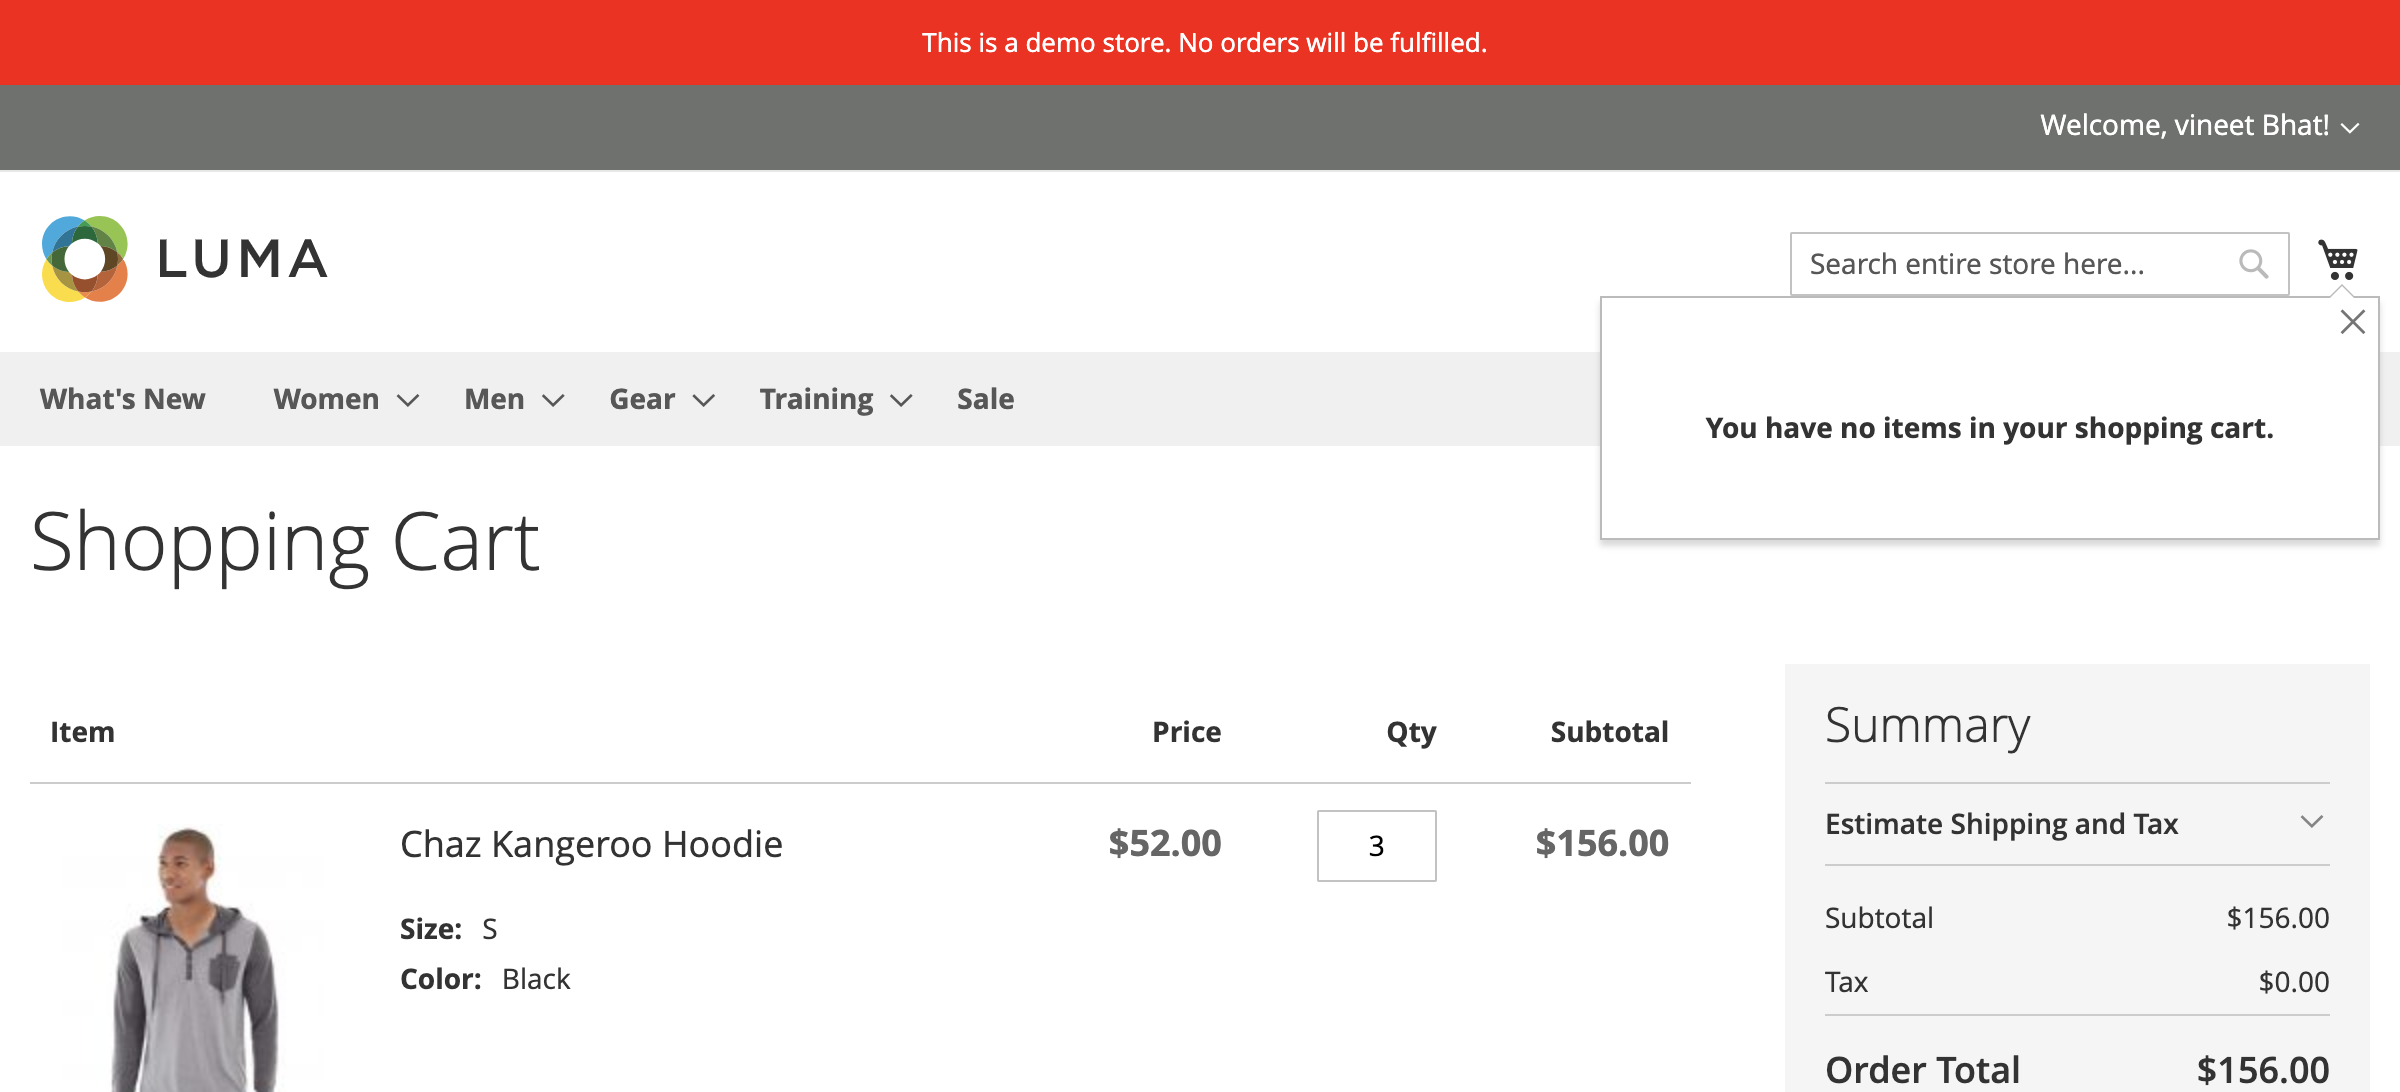 This is a demo store. No orders will be fulfilled.
Welcome, vineet Bhat!
LUMA
Search entire store here...
You have no items in your shopping cart.
What's New Women Men Gear Training Sale
Shopping Cart
Item Price Qty Subtotal
Chaz Kangeroo Hoodie $52.00 3 $156.00
Size: S
Color: Black
Summary
Estimate Shipping and Tax
Subtotal $156.00
Tax $0.00
Order Total $156.00